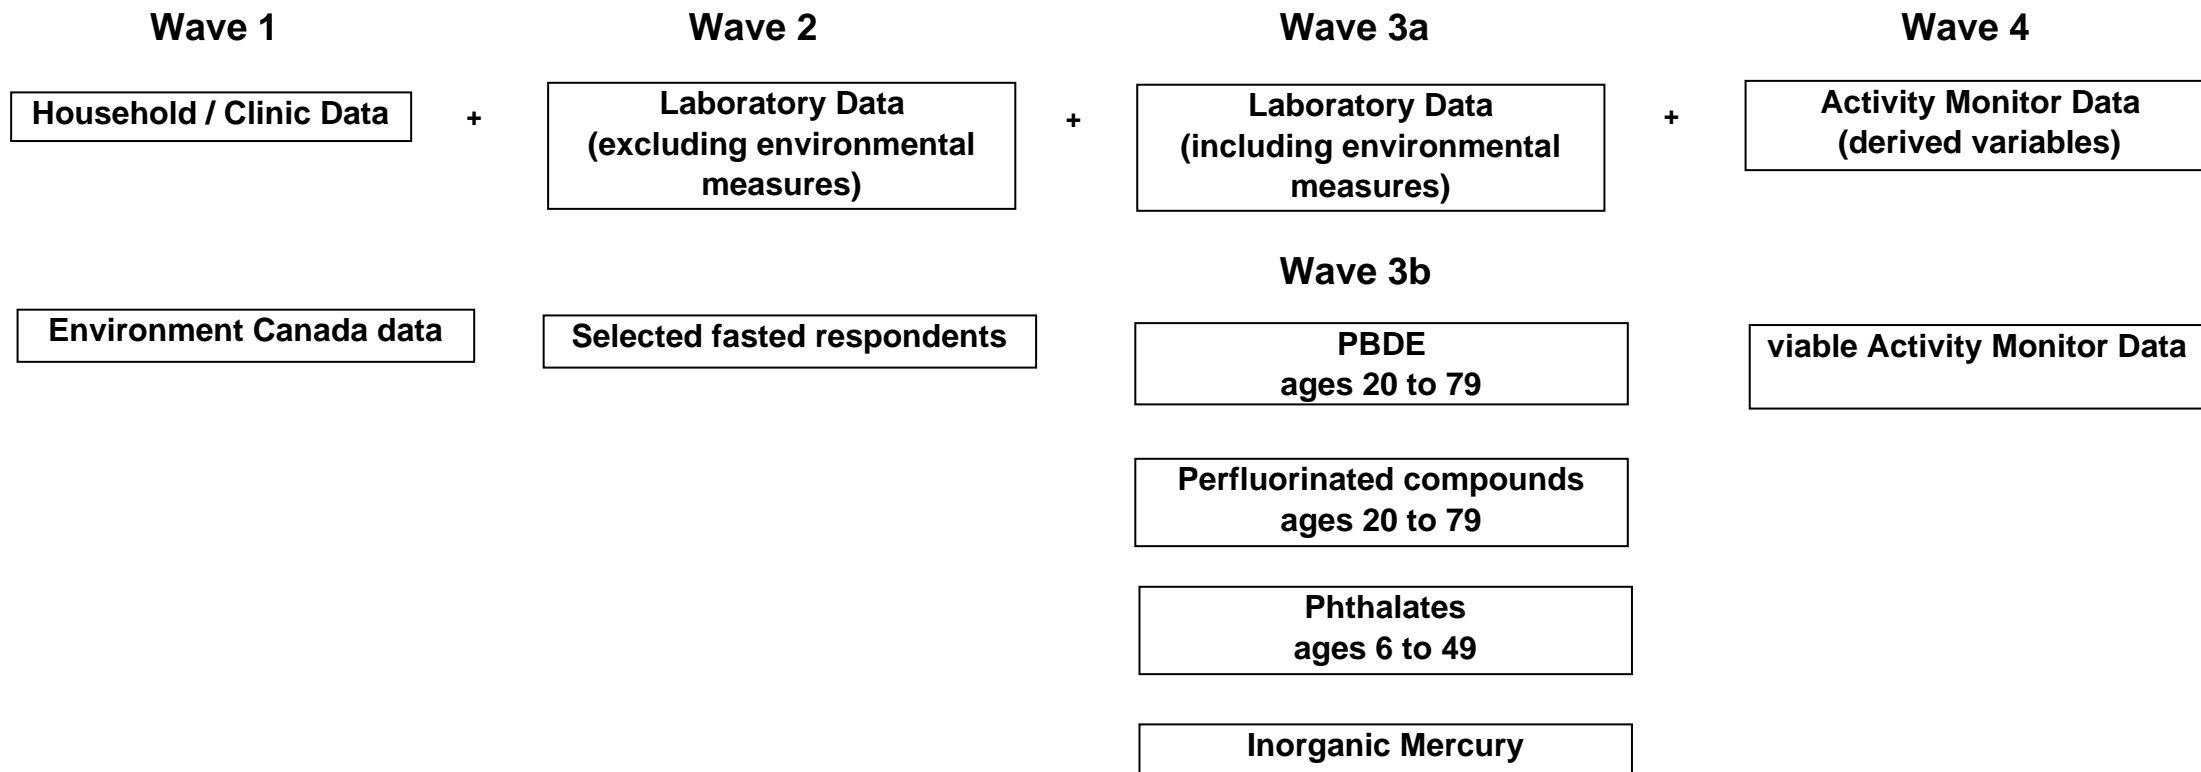 Wave 1
Wave 2
Wave 3a
Wave 4
Household / Clinic Data
+
Laboratory Data
(excluding environmental
measures)
+
Laboratory Data
(including environmental
measures)
+
Activity Monitor Data
(derived variables)
Wave 3b
Environment Canada data
Selected fasted respondents
PBDE
ages 20 to 79
viable Activity Monitor Data
Perfluorinated compounds
ages 20 to 79
Phthalates
ages 6 to 49
Inorganic Mercury